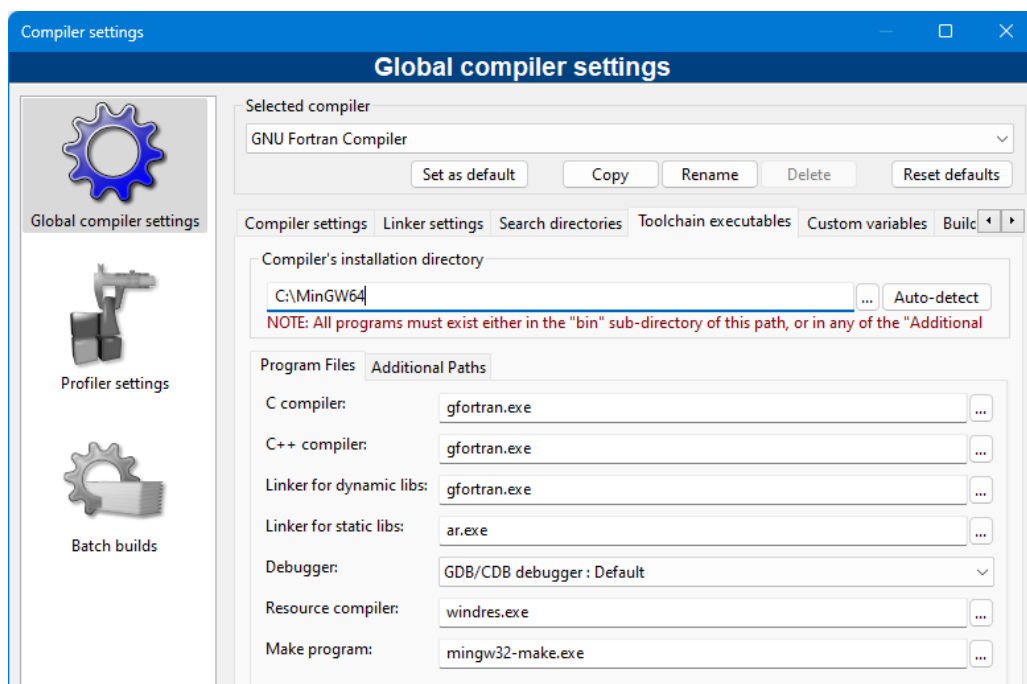 Compiler settings
Global compiler settings
Global compiler settings
Profiler settings
Batch builds
Selected compiler
GNU Fortran Compiler
Set as default Copy Rename Delete Reset defaults
Compiler settings Linker settings Search directories Toolchain executables Custom variables Builc
Compiler's installation directory
C:\MinGW64 ... Auto-detect
NOTE: All programs must exist either in the "bin" sub-directory of this path, or in any of the "Additional
Program Files Additional Paths
C compiler: gfortran.exe ...
C++ compiler: gfortran.exe ...
Linker for dynamic libs: gfortran.exe ...
Linker for static libs: ar.exe ...
Debugger: GDB/CDB debugger : Default
Resource compiler: windres.exe ...
Make program: mingw32-make.exe ...